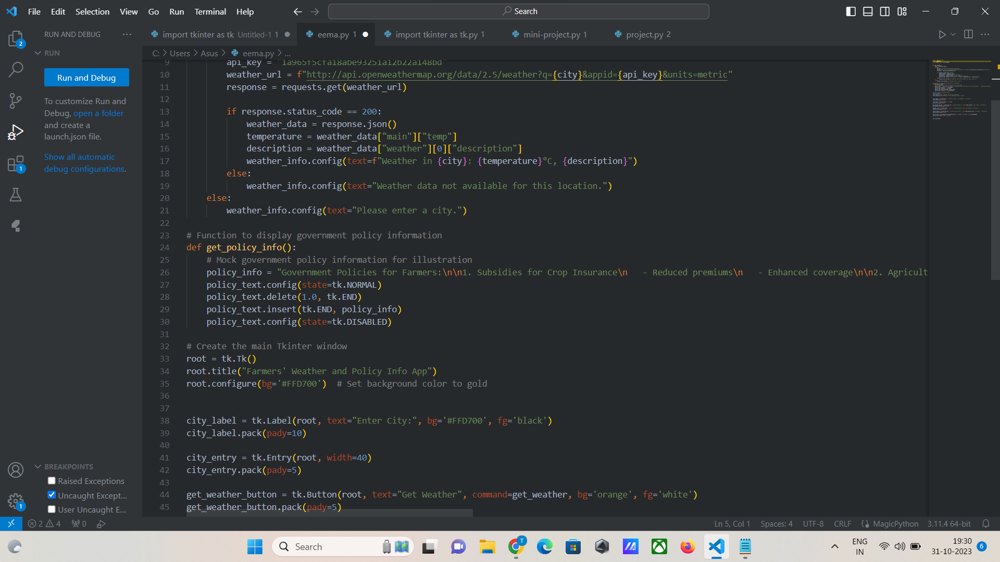 File Edit Selection View Go Run Terminal Help
Search
RUN AND DEBUG
import tkinter as tk Untitled-1 1
eema.py 1
import tkinter as tk.py 1
mini-project.py 1
project.py 2
RUN
C: > Users > Asus > eema.py > ...
Run and Debug
To customize Run and
Debug, open a folder
and create a
launch.json file.
Show all automatic
debug configurations.
2
1
9 api_key = "1a965f5cfa18abe93251a12b22a148bd"
10 weather_url = f"http://api.openweathermap.org/data/2.5/weather?q={city}&appid={api_key}&units=metric"
11 response = requests.get(weather_url)
12
13 if response.status_code == 200:
14 weather_data = response.json()
15 temperature = weather_data["main"]["temp"]
16 description = weather_data["weather"][0]["description"]
17 weather_info.config(text=f"Weather in {city}: {temperature}°C, {description}")
18 else:
19 weather_info.config(text="Weather data not available for this location.")
20 else:
21 weather_info.config(text="Please enter a city.")
22
23 # Function to display government policy information
24 def get_policy_info():
25 # Mock government policy information for illustration
26 policy_info = "Government Policies for Farmers:\n\n1. Subsidies for Crop Insurance\n   - Reduced premiums\n   - Enhanced coverage\n\n2. Agricult
27 policy_text.config(state=tk.NORMAL)
28 policy_text.delete(1.0, tk.END)
29 policy_text.insert(tk.END, policy_info)
30 policy_text.config(state=tk.DISABLED)
31
32 # Create the main Tkinter window
33 root = tk.Tk()
34 root.title("Farmers' Weather and Policy Info App")
35 root.configure(bg='#FFD700')  # Set background color to gold
36
37
38 city_label = tk.Label(root, text="Enter City:", bg='#FFD700', fg='black')
39 city_label.pack(pady=10)
40
41 city_entry = tk.Entry(root, width=40)
42 city_entry.pack(pady=5)
43
44 get_weather_button = tk.Button(root, text="Get Weather", command=get_weather, bg='orange', fg='white')
45 get_weather_button.pack(pady=5)
BREAKPOINTS
Raised Exceptions
Uncaught Except...
User Uncaught E...
1
2 4 0
Ln 5, Col 1 Spaces: 4 UTF-8 CRLF MagicPython 3.11.4 64-bit
Search
T
ENG
IN
19:30
31-10-2023
6